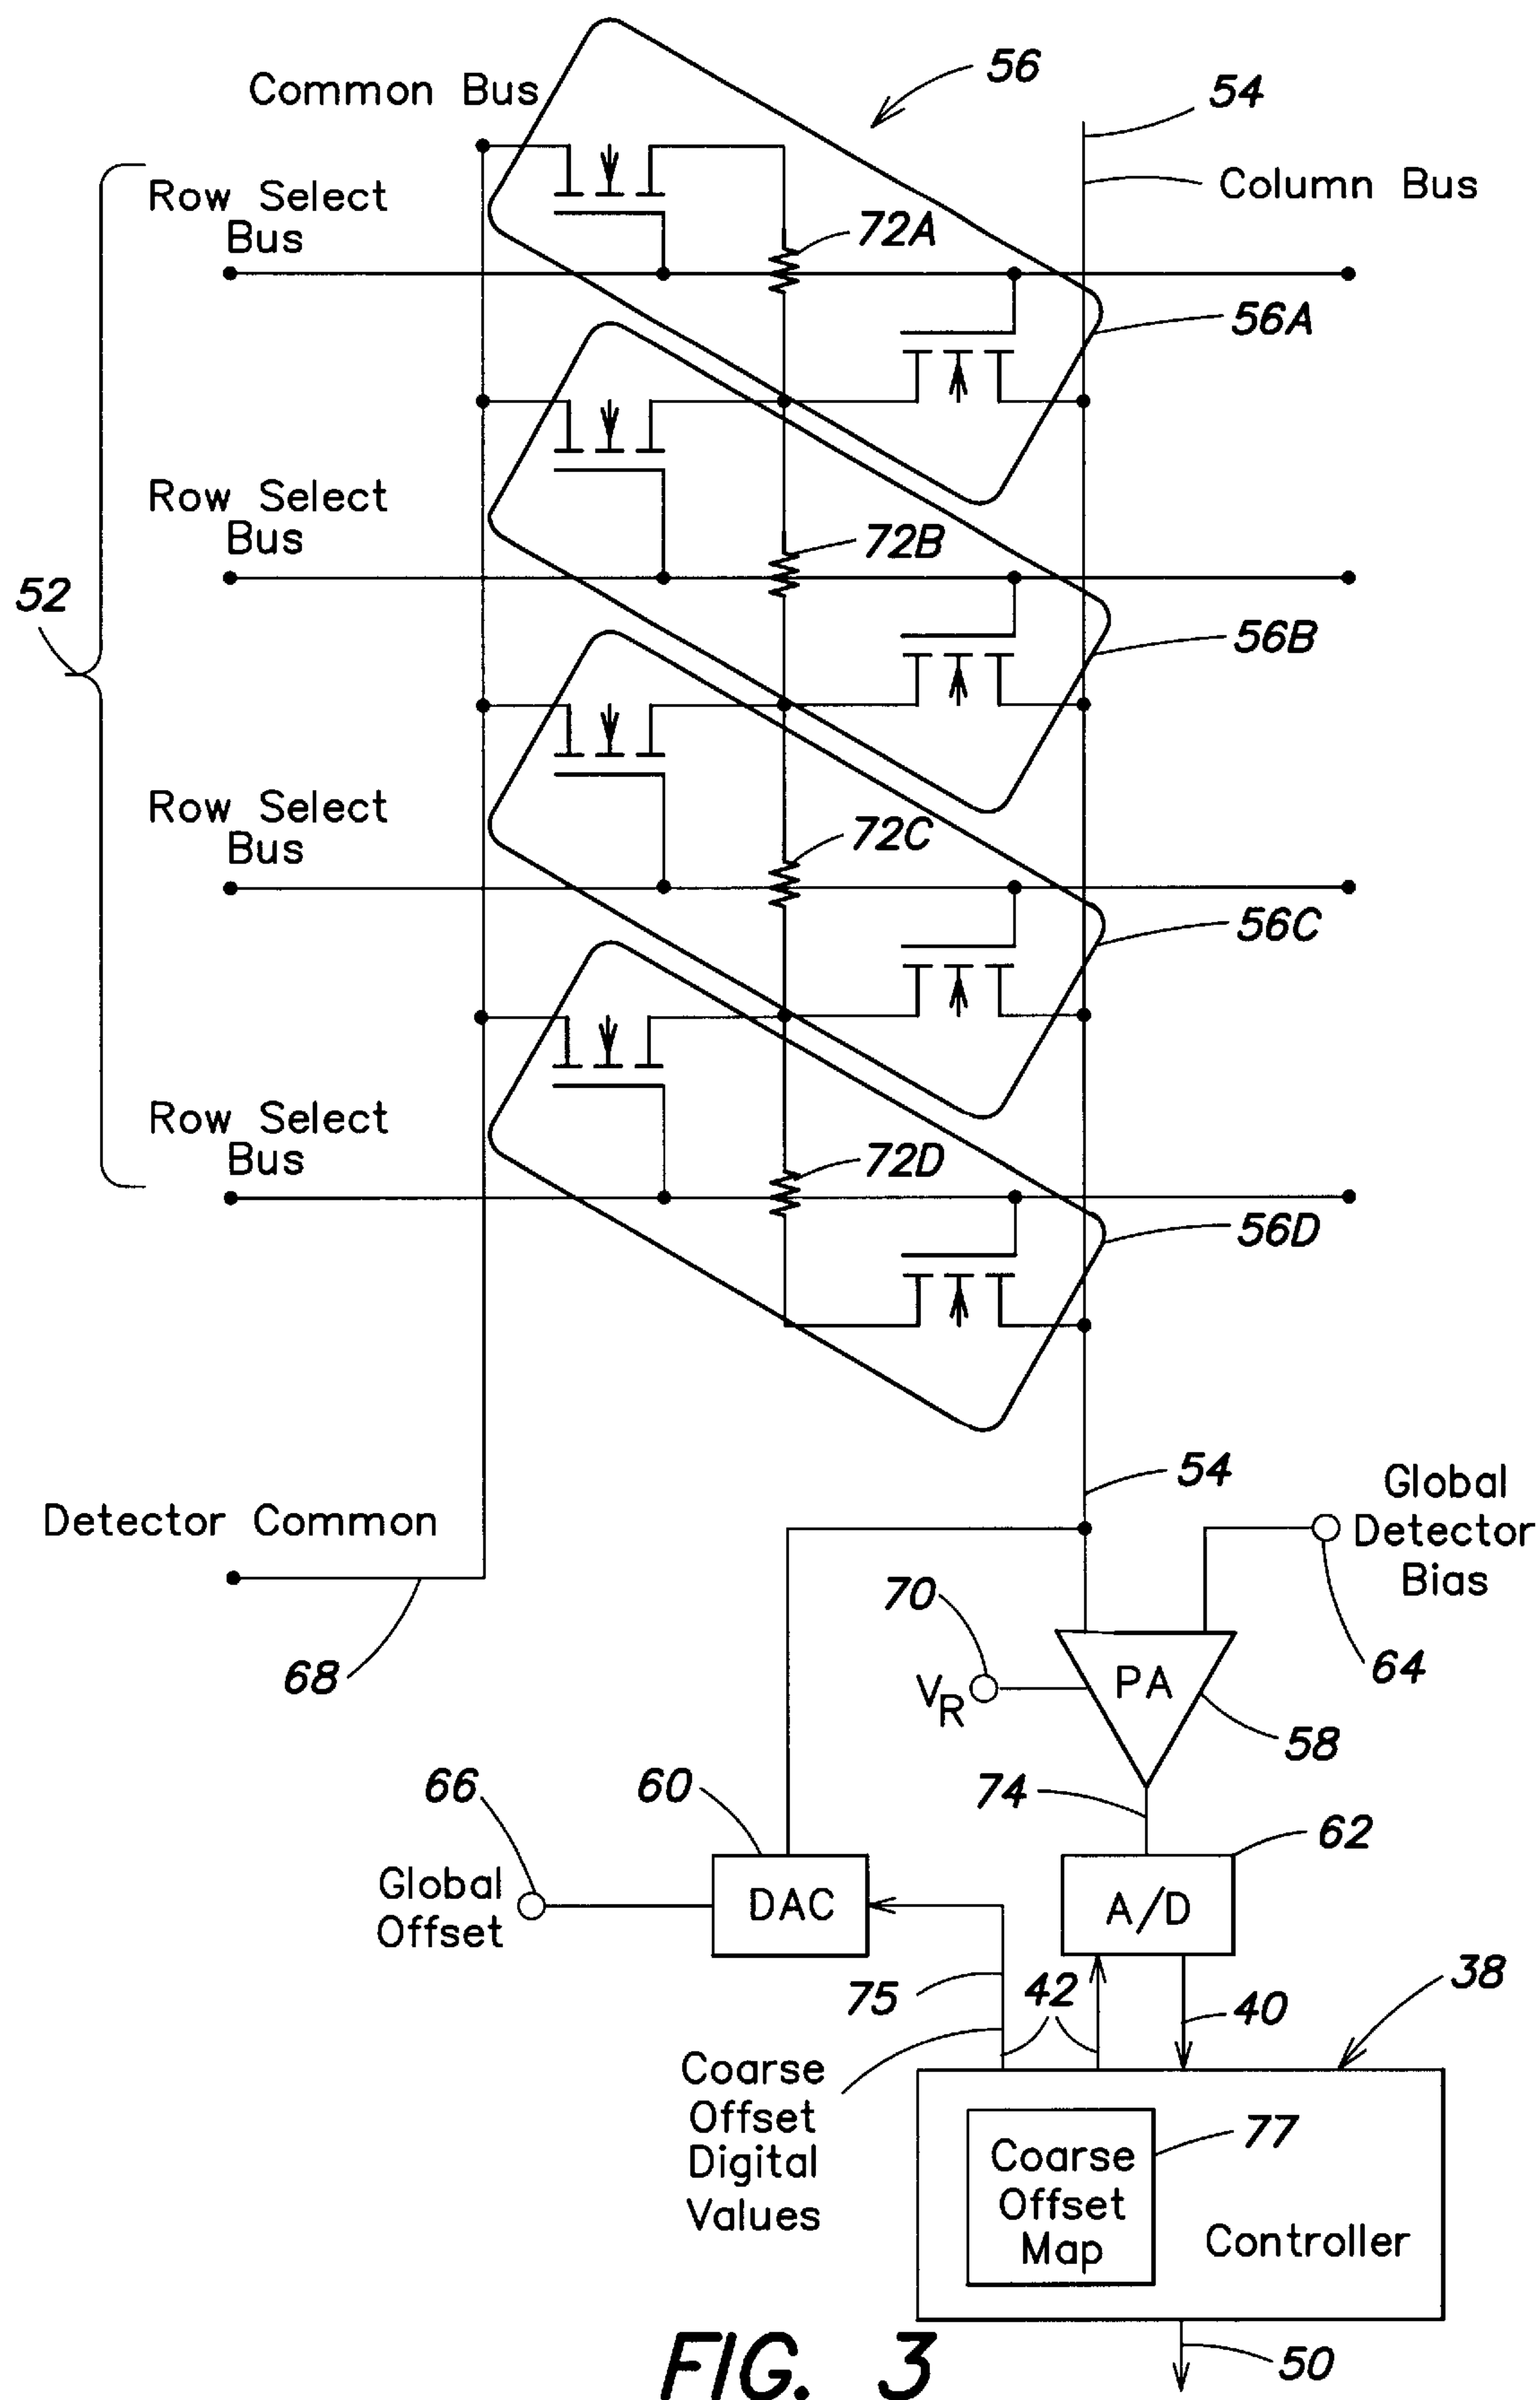 Common Bus
56
54
Row Select
Bus
Column Bus
72A
56A
Row Select
Bus
72B
52
56B
Row Select
Bus
72C
56C
Row Select
Bus
72D
56D
54
Global
Detector
Bias
Detector Common
70
64
68
VR
PA
58
66
60
74
62
Global
Offset
DAC
A/D
75
42
40
38
Coarse
Offset
Digital
Values
77
Coarse
Offset
Map
Controller
FIG. 3
50